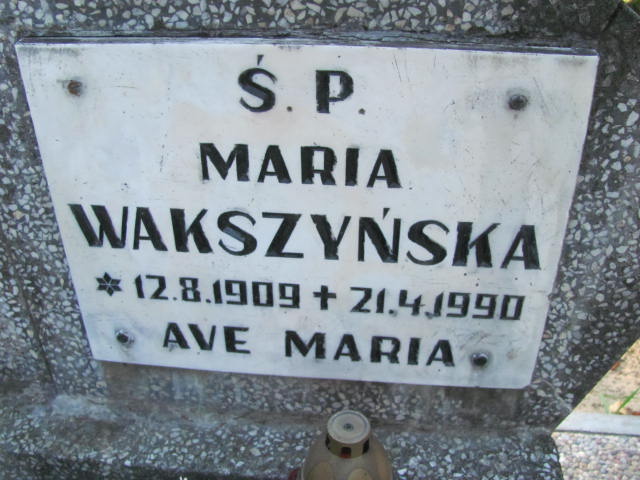 Ś. P.
MARIA
WAKSZYŃSKA
* 12.8.1909 + 21.4.1990
AVE MARIA